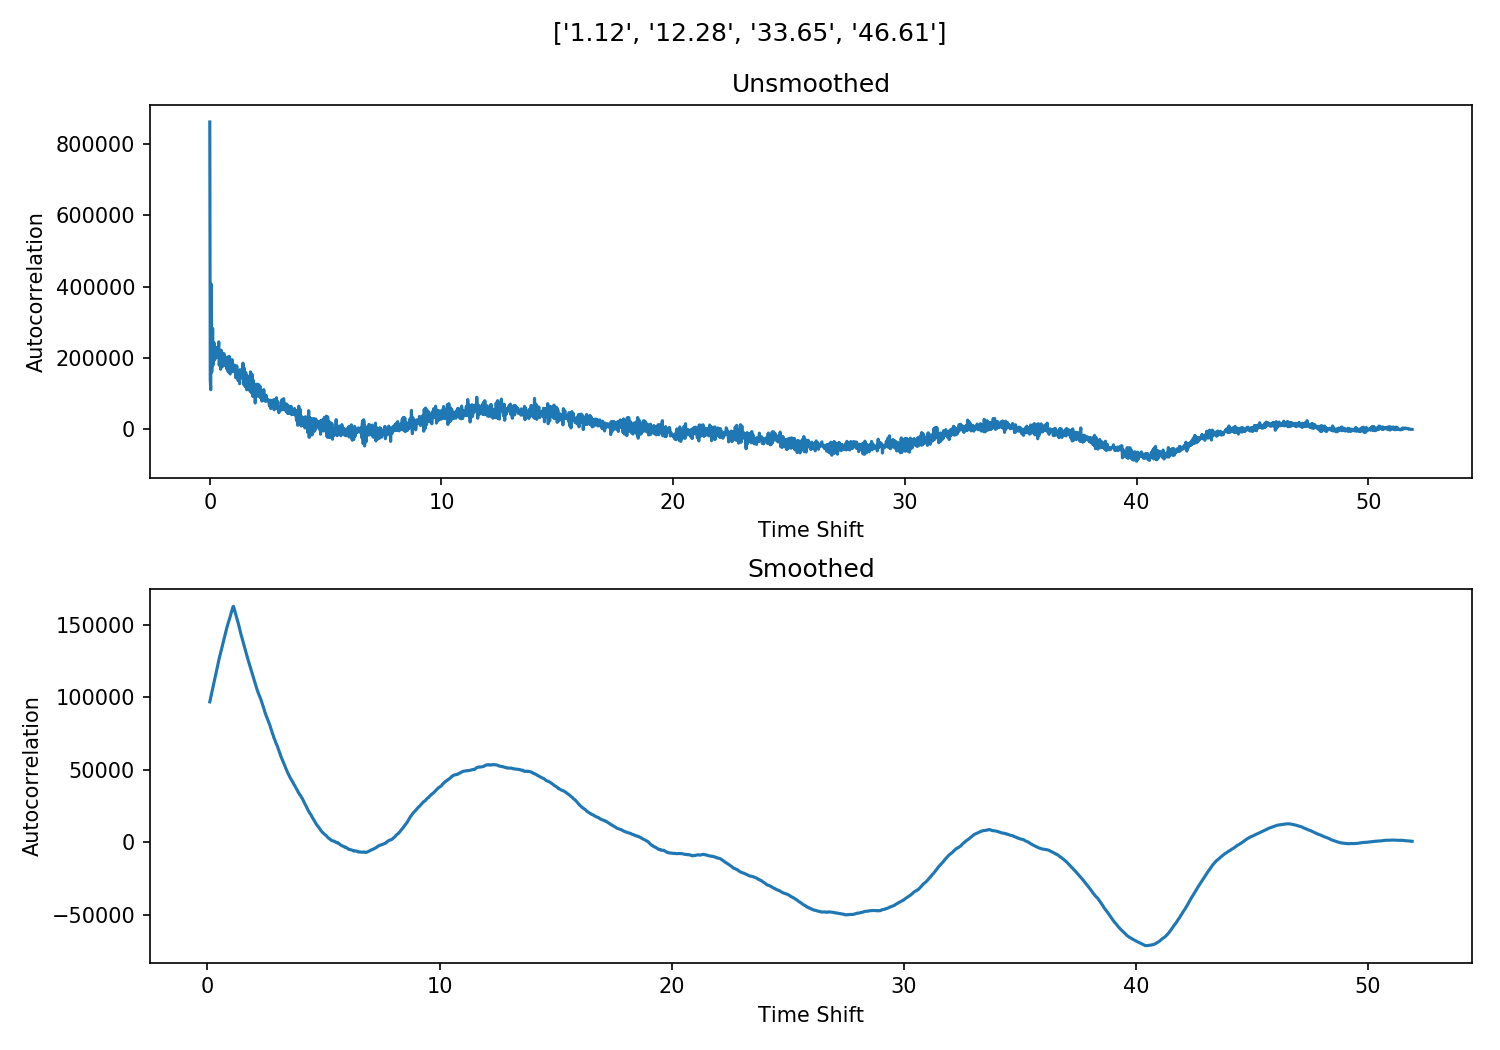 ['1.12', '12.28', '33.65', '46.61']
Unsmoothed
800000
600000
400000
200000
0
Autocorrelation
0 10 20 30 40 50
Time Shift
Smoothed
150000
100000
50000
0
−50000
Autocorrelation
0 10 20 30 40 50
Time Shift